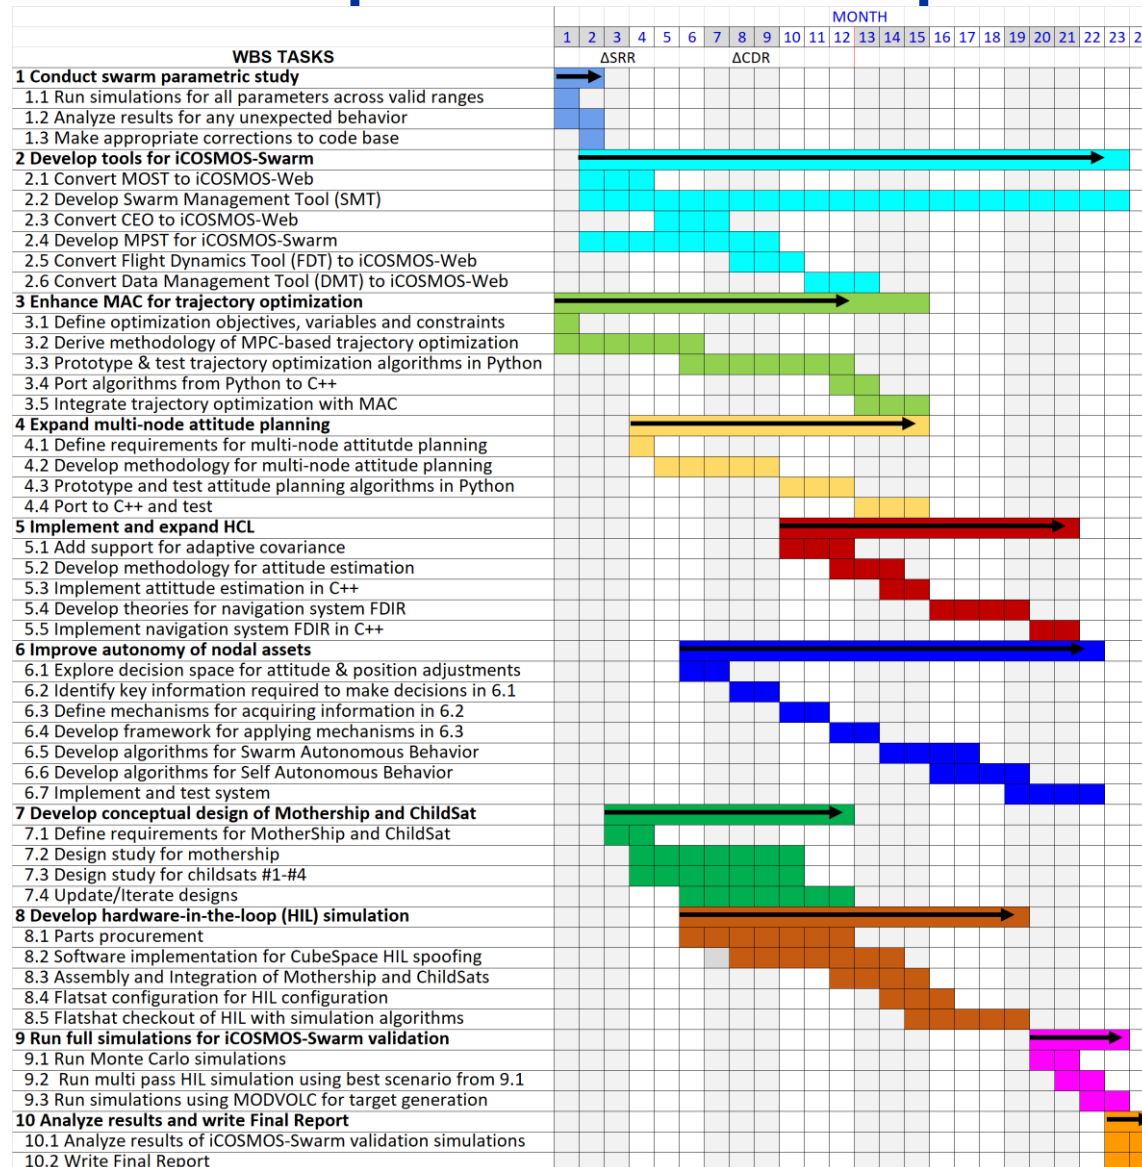 MONTH
1 2 3 4 5 6 7 8 9 10 11 12 13 14 15 16 17 18 19 20 21 22 23
WBS TASKS ΔSRR ΔCDR
1 Conduct swarm parametric study
1.1 Run simulations for all parameters across valid ranges
1.2 Analyze results for any unexpected behavior
1.3 Make appropriate corrections to code base
2 Develop tools for iCOSMOS-Swarm
2.1 Convert MOST to iCOSMOS-Web
2.2 Develop Swarm Management Tool (SMT)
2.3 Convert CEO to iCOSMOS-Web
2.4 Develop MPST for iCOSMOS-Swarm
2.5 Convert Flight Dynamics Tool (FDT) to iCOSMOS-Web
2.6 Convert Data Management Tool (DMT) to iCOSMOS-Web
3 Enhance MAC for trajectory optimization
3.1 Define optimization objectives, variables and constraints
3.2 Derive methodology of MPC-based trajectory optimization
3.3 Prototype & test trajectory optimization algorithms in Python
3.4 Port algorithms from Python to C++
3.5 Integrate trajectory optimization with MAC
4 Expand multi-node attitude planning
4.1 Define requirements for multi-node attitutde planning
4.2 Develop methodology for multi-node attitude planning
4.3 Prototype and test attitude planning algorithms in Python
4.4 Port to C++ and test
5 Implement and expand HCL
5.1 Add support for adaptive covariance
5.2 Develop methodology for attitude estimation
5.3 Implement attittude estimation in C++
5.4 Develop theories for navigation system FDIR
5.5 Implement navigation system FDIR in C++
6 Improve autonomy of nodal assets
6.1 Explore decision space for attitude & position adjustments
6.2 Identify key information required to make decisions in 6.1
6.3 Define mechanisms for acquiring information in 6.2
6.4 Develop framework for applying mechanisms in 6.3
6.5 Develop algorithms for Swarm Autonomous Behavior
6.6 Develop algorithms for Self Autonomous Behavior
6.7 Implement and test system
7 Develop conceptual design of Mothership and ChildSat
7.1 Define requirements for MotherShip and ChildSat
7.2 Design study for mothership
7.3 Design study for childsats #1-#4
7.4 Update/Iterate designs
8 Develop hardware-in-the-loop (HIL) simulation
8.1 Parts procurement
8.2 Software implementation for CubeSpace HIL spoofing
8.3 Assembly and Integration of Mothership and ChildSats
8.4 Flatsat configuration for HIL configuration
8.5 Flatshat checkout of HIL with simulation algorithms
9 Run full simulations for iCOSMOS-Swarm validation
9.1 Run Monte Carlo simulations
9.2 Run multi pass HIL simulation using best scenario from 9.1
9.3 Run simulations using MODVOLC for target generation
10 Analyze results and write Final Report
10.1 Analyze results of iCOSMOS-Swarm validation simulations
10.2 Write Final Report